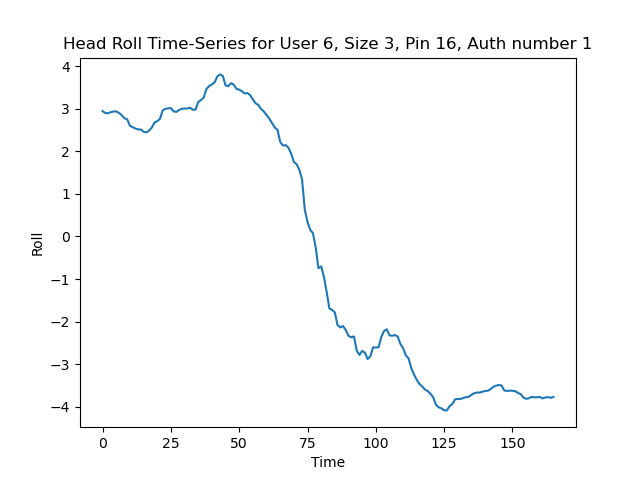 Head Roll Time-Series for User 6, Size 3, Pin 16, Auth number 1
4
3
2
1
0
−1
−2
−3
−4
Roll
0 25 50 75 100 125 150
Time